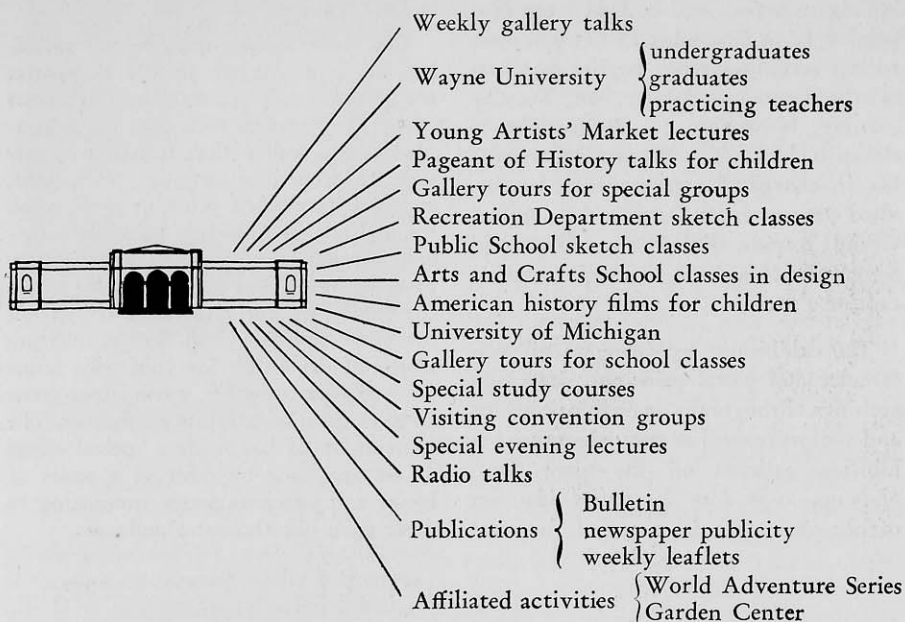 Weekly gallery talks
Wayne University { undergraduates
graduates
practicing teachers
Young Artists' Market lectures
Pageant of History talks for children
Gallery tours for special groups
Recreation Department sketch classes
Public School sketch classes
Arts and Crafts School classes in design
American history films for children
University of Michigan
Gallery tours for school classes
Special study courses
Visiting convention groups
Special evening lectures
Radio talks
Publications { Bulletin
newspaper publicity
weekly leaflets
Affiliated activities { World Adventure Series
Garden Center